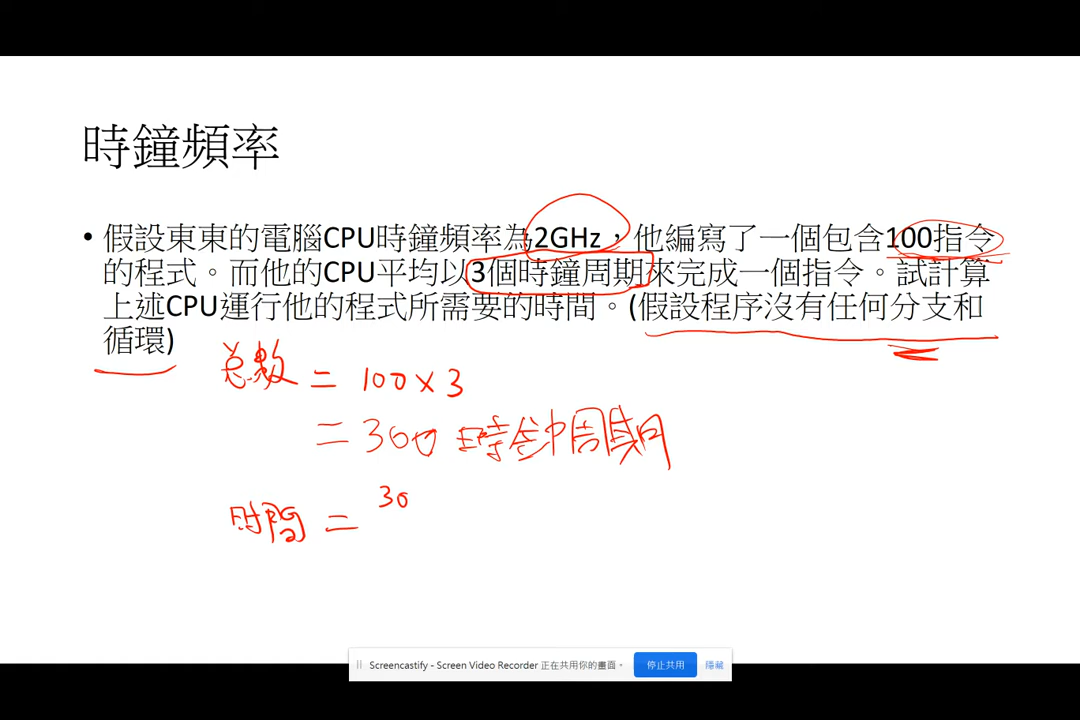 時鐘頻率
• 假設東東的電腦CPU時鐘頻率為2GHz，他編寫了一個包含100指令
的程式。而他的CPU平均以3個時鐘周期來完成一個指令。試計算
上述CPU運行他的程式所需要的時間。(假設程序沒有任何分支和
循環)
总數 = 100 × 3
= 300 時鈡周期
时間 = 30
Screencastify - Screen Video Recorder 正在共用你的畫面。 停止共用 隱藏